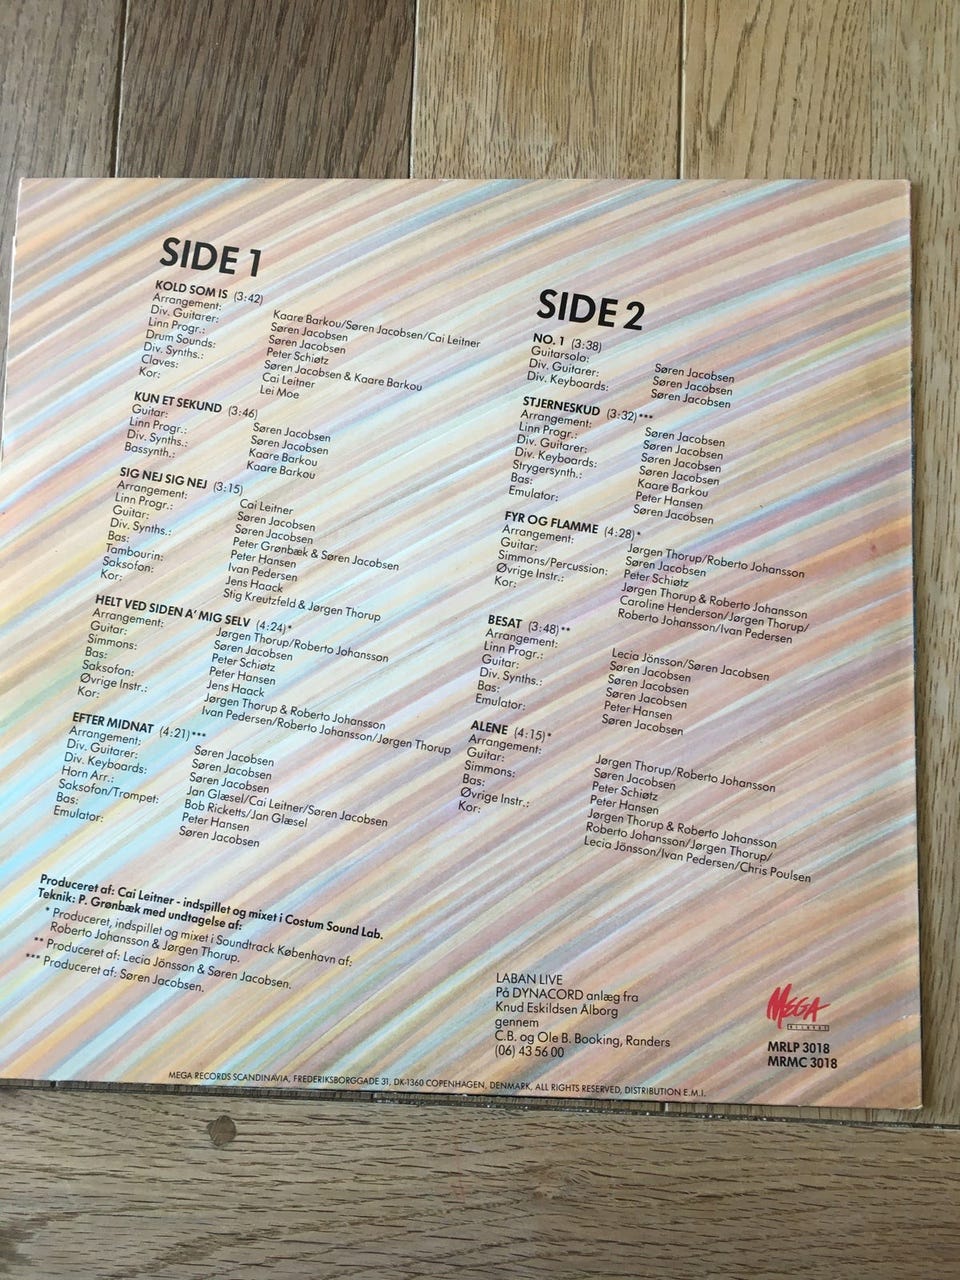 SIDE 1
KOLD SOM IS (3:42)
Arrangement: Kaare Barkou/Søren Jacobsen/Cai Leitner
Div. Guitarer: Søren Jacobsen
Linn Progr.: Søren Jacobsen
Drum Sounds: Peter Schiøtz
Div. Synths.: Søren Jacobsen & Kaare Barkou
Claves: Cai Leitner
Kor: Lei Moe
KUN ET SEKUND (3:46)
Guitar: Søren Jacobsen
Linn Progr.: Søren Jacobsen
Div. Synths.: Kaare Barkou
Bassynth.: Kaare Barkou
SIG NEJ SIG NEJ (3:15)
Arrangement: Cai Leitner
Linn Progr.: Søren Jacobsen
Guitar: Søren Jacobsen
Div. Synths.: Peter Grønbæk & Søren Jacobsen
Bas: Peter Hansen
Tambourin: Ivan Pedersen
Saksofon: Jens Haack
Kor: Stig Kreutzfeld & Jørgen Thorup
HELT VED SIDEN A' MIG SELV (4:24)*
Arrangement: Jørgen Thorup/Roberto Johansson
Guitar: Søren Jacobsen
Simmons: Peter Schiøtz
Bas: Peter Hansen
Saksofon: Jens Haack
Øvrige Instr.: Jørgen Thorup & Roberto Johansson
Kor: Ivan Pedersen/Roberto Johansson/Jørgen Thorup
EFTER MIDNAT (4:21)***
Arrangement: Søren Jacobsen
Div. Guitarer: Søren Jacobsen
Div. Keyboards: Søren Jacobsen
Horn Arr.: Jan Glæsel/Cai Leitner/Søren Jacobsen
Saksofon/Trompet: Bob Ricketts/Jan Glæsel
Bas: Peter Hansen
Emulator: Søren Jacobsen
SIDE 2
NO. 1 (3:38)
Guitarsolo: Søren Jacobsen
Div. Guitarer: Søren Jacobsen
Div. Keyboards: Søren Jacobsen
STJERNESKUD (3:32)***
Arrangement: Søren Jacobsen
Linn Progr.: Søren Jacobsen
Div. Guitarer: Søren Jacobsen
Div. Keyboards: Søren Jacobsen
Strygersynth.: Kaare Barkou
Bas: Peter Hansen
Emulator: Søren Jacobsen
FYR OG FLAMME (4:28)*
Arrangement: Jørgen Thorup/Roberto Johansson
Guitar: Søren Jacobsen
Simmons/Percussion: Peter Schiøtz
Øvrige Instr.: Jørgen Thorup & Roberto Johansson
Kor: Caroline Henderson/Jørgen Thorup/
Roberto Johansson/Ivan Pedersen
BESAT (3:48)**
Arrangement: Lecia Jönsson/Søren Jacobsen
Linn Progr.: Søren Jacobsen
Guitar: Søren Jacobsen
Div. Synths.: Søren Jacobsen
Bas: Peter Hansen
Emulator: Søren Jacobsen
ALENE (4:15)*
Arrangement: Jørgen Thorup/Roberto Johansson
Guitar: Søren Jacobsen
Simmons: Peter Schiøtz
Bas: Peter Hansen
Øvrige Instr.: Jørgen Thorup & Roberto Johansson
Kor: Roberto Johansson/Jørgen Thorup/
Lecia Jönsson/Ivan Pedersen/Chris Poulsen
Produceret af: Cai Leitner - indspillet og mixet i Costum Sound Lab.
Teknik: P. Grønbæk med undtagelse af:
* Produceret, indspillet og mixet i Soundtrack København af:
Roberto Johansson & Jørgen Thorup.
** Produceret af: Lecia Jönsson & Søren Jacobsen.
*** Produceret af: Søren Jacobsen.
LABAN LIVE
På DYNACORD anlæg fra
Knud Eskildsen Ålborg
gennem
C.B. og Ole B. Booking, Randers
(06) 43 56 00
MEGA
RECORDS
MRLP 3018
MRMC 3018
MEGA RECORDS SCANDINAVIA, FREDERIKSBORGGADE 31, DK-1360 COPENHAGEN, DENMARK, ALL RIGHTS RESERVED, DISTRIBUTION E.M.I.